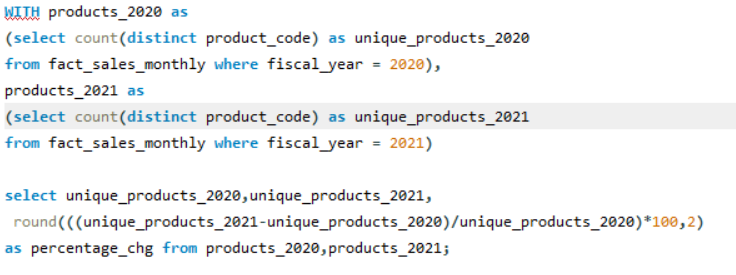 WITH products_2020 as
(select count(distinct product_code) as unique_products_2020
from fact_sales_monthly where fiscal_year = 2020),
products_2021 as
(select count(distinct product_code) as unique_products_2021
from fact_sales_monthly where fiscal_year = 2021)
select unique_products_2020,unique_products_2021,
round(((unique_products_2021-unique_products_2020)/unique_products_2020)*100,2)
as percentage_chg from products_2020,products_2021;